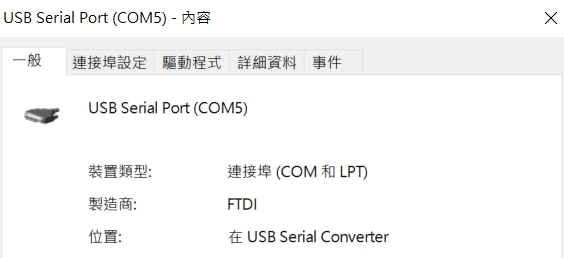 USB Serial Port (COM5) - 內容
一般 連接埠設定 驅動程式 詳細資料 事件
USB Serial Port (COM5)
裝置類型: 連接埠 (COM 和 LPT)
製造商: FTDI
位置: 在 USB Serial Converter